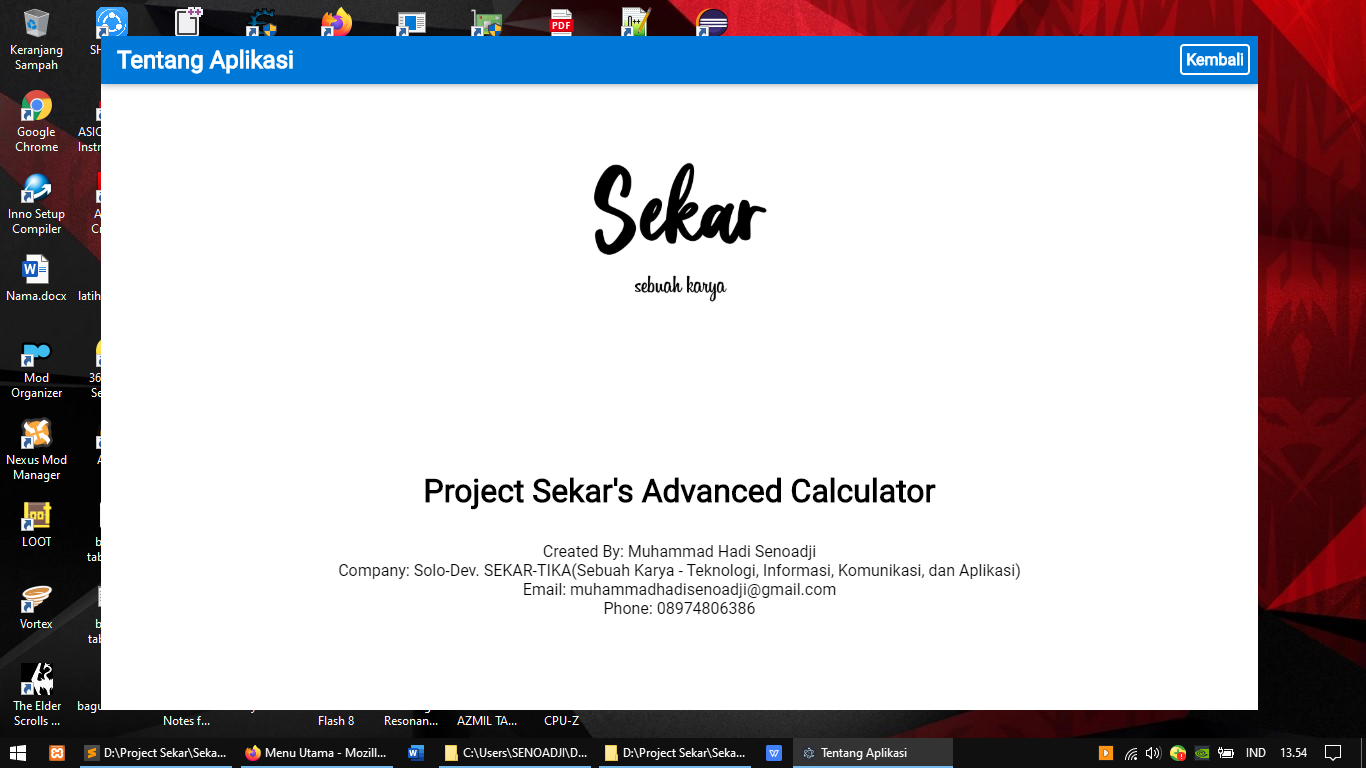 Keranjang
Sampah
SH
Tentang Aplikasi
Kembali
Google
Chrome
ASIO
Instr
Sekar
sebuah karya
Inno Setup
Compiler
Nama.docx
latih
Mod
Organizer
36
Se
Nexus Mod
Manager
Project Sekar's Advanced Calculator
LOOT
Created By: Muhammad Hadi Senoadji
Company: Solo-Dev. SEKAR-TIKA(Sebuah Karya - Teknologi, Informasi, Komunikasi, dan Aplikasi)
Email: muhammadhadisenoadji@gmail.com
Phone: 08974806386
Vortex
The Elder
Scrolls ...
bagu
Notes f...
Flash 8
Resonan...
AZMIL TA...
CPU-Z
D:\Project Sekar\Seka...
Menu Utama - Mozill...
C:\Users\SENOADJI\D...
D:\Project Sekar\Seka...
Tentang Aplikasi
IND
13.54